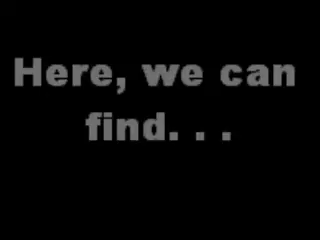 Here, we can
find. . .